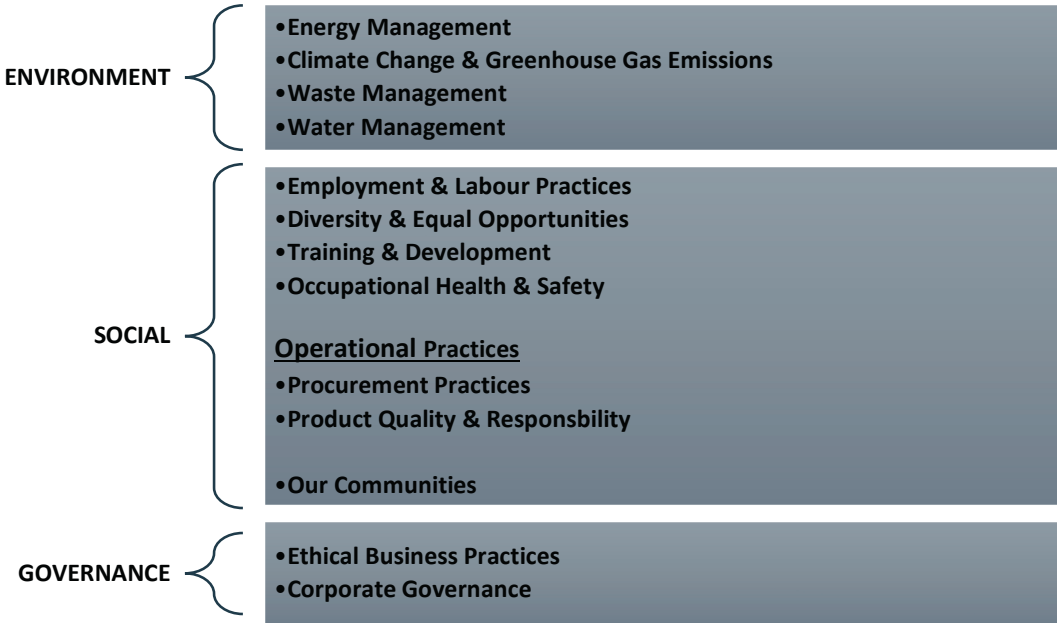 ENVIRONMENT
•Energy Management
•Climate Change & Greenhouse Gas Emissions
•Waste Management
•Water Management
SOCIAL
•Employment & Labour Practices
•Diversity & Equal Opportunities
•Training & Development
•Occupational Health & Safety
Operational Practices
•Procurement Practices
•Product Quality & Responsbility
•Our Communities
GOVERNANCE
•Ethical Business Practices
•Corporate Governance